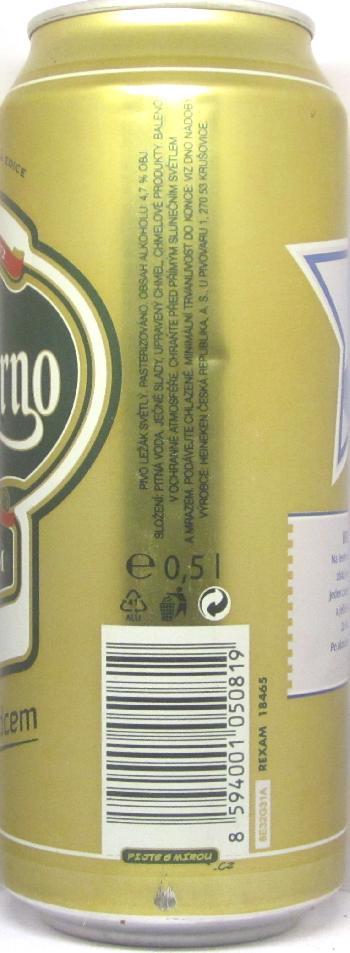 EDICE
rno
cem
PIVO LEŽÁK SVĚTLÝ, PASTERIZOVÁNO. OBSAH ALKOHOLU: 4,7 % OBJ.
SLOŽENÍ: PITNÁ VODA, JEČNÉ SLADY, UPRAVENÝ CHMEL, CHMELOVÉ PRODUKTY. BALENO
V OCHRANNÉ ATMOSFÉŘE. CHRAŇTE PŘED PŘÍMÝM SLUNEČNÍM SVĚTLEM
A MRAZEM. PODÁVEJTE CHLAZENÉ. MINIMÁLNÍ TRVANLIVOST DO KONCE: VIZ DNO NÁDOBY
VÝROBCE: HEINEKEN ČESKÁ REPUBLIKA, A. S., U PIVOVARU 1, 270 53 KRUŠOVICE.
e 0,5 l
41
ALU
8 594001 050819
REXAM 18465
8E32G31A
PIJTE S MÍROU
.CZ